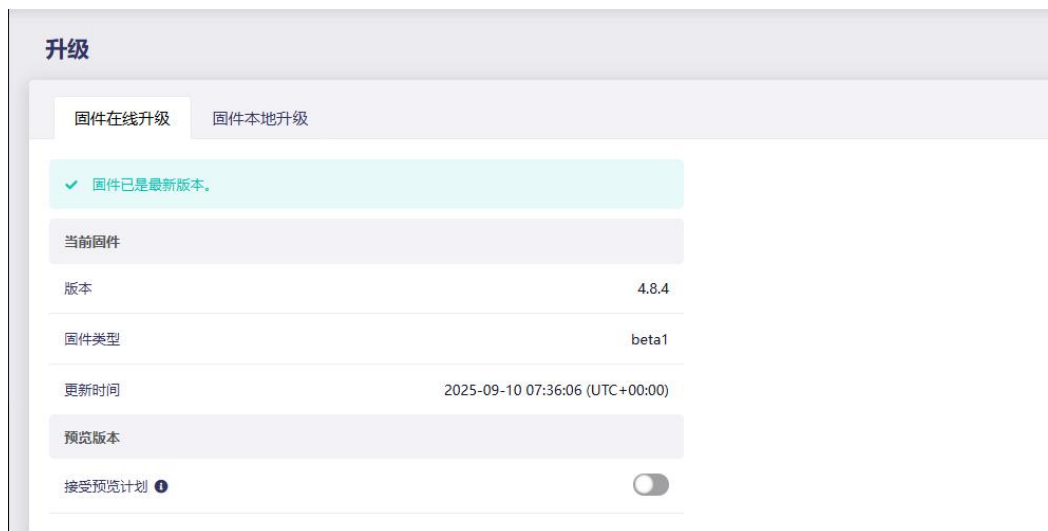 升级
固件在线升级 固件本地升级
固件已是最新版本。
当前固件
版本 4.8.4
固件类型 beta1
更新时间 2025-09-10 07:36:06 (UTC+00:00)
预览版本
接受预览计划